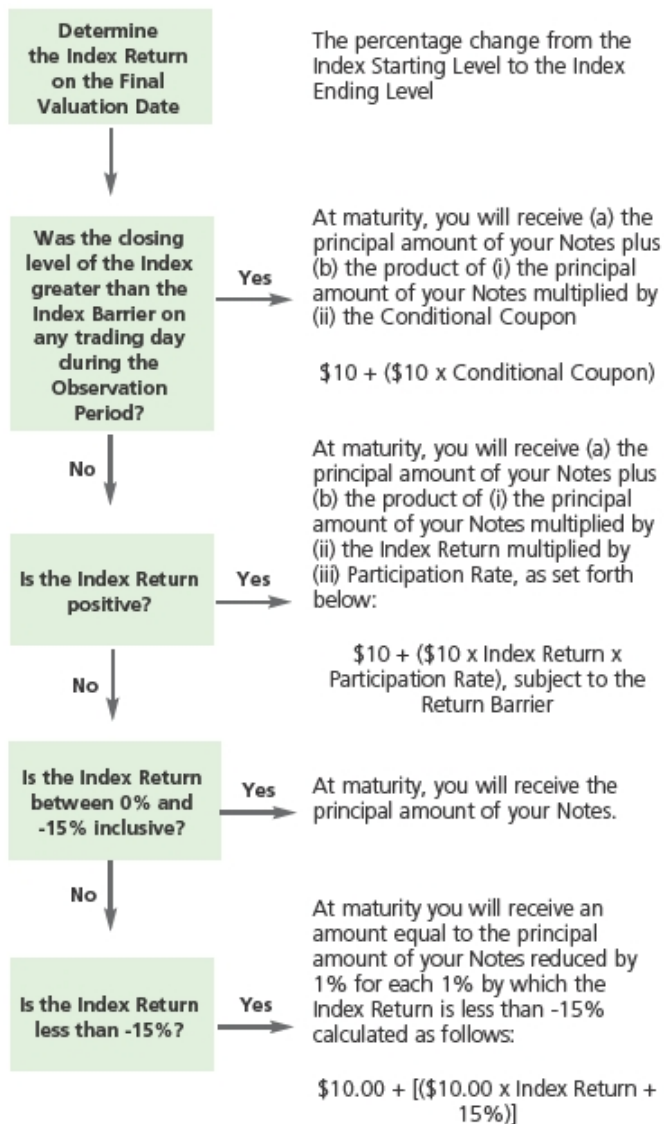 Determine
the Index Return
on the Final
Valuation Date
The percentage change from the
Index Starting Level to the Index
Ending Level
Was the closing
level of the Index
greater than the
Index Barrier on
any trading day
during the
Observation
Period?
Yes
At maturity, you will receive (a) the
principal amount of your Notes plus
(b) the product of (i) the principal
amount of your Notes multiplied by
(ii) the Conditional Coupon
$10 + ($10 x Conditional Coupon)
No
Is the Index Return
positive?
Yes
At maturity, you will receive (a) the
principal amount of your Notes plus
(b) the product of (i) the principal
amount of your Notes multiplied by
(ii) the Index Return multiplied by
(iii) Participation Rate, as set forth
below:
$10 + ($10 x Index Return x
Participation Rate), subject to the
Return Barrier
No
Is the Index Return
between 0% and
-15% inclusive?
Yes
At maturity, you will receive the
principal amount of your Notes.
No
Is the Index Return
less than -15%?
Yes
At maturity you will receive an
amount equal to the principal
amount of your Notes reduced by
1% for each 1% by which the
Index Return is less than -15%
calculated as follows:
$10.00 + [($10.00 x Index Return +
15%)]